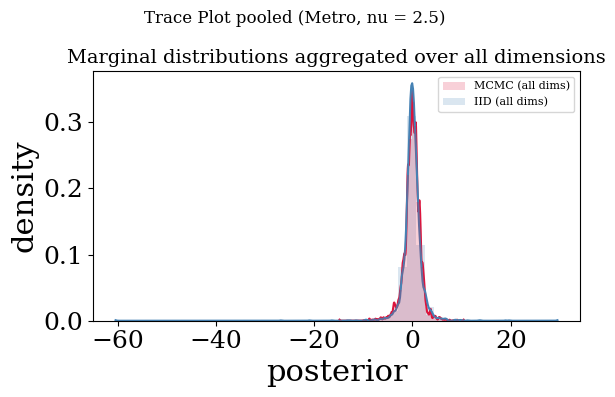 Trace Plot pooled (Metro, nu = 2.5)
Marginal distributions aggregated over all dimensions
MCMC (all dims)
IID (all dims)
density
0.3
0.2
0.1
0.0
−60 −40 −20 0 20
posterior